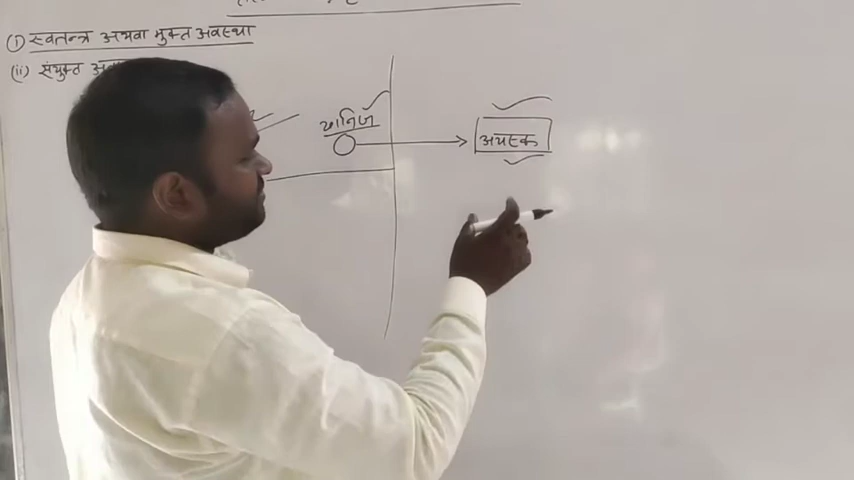 (i) स्वतन्त्र अथवा मुक्त अवस्था
(ii) संयुक्त
खनिज
अयस्क